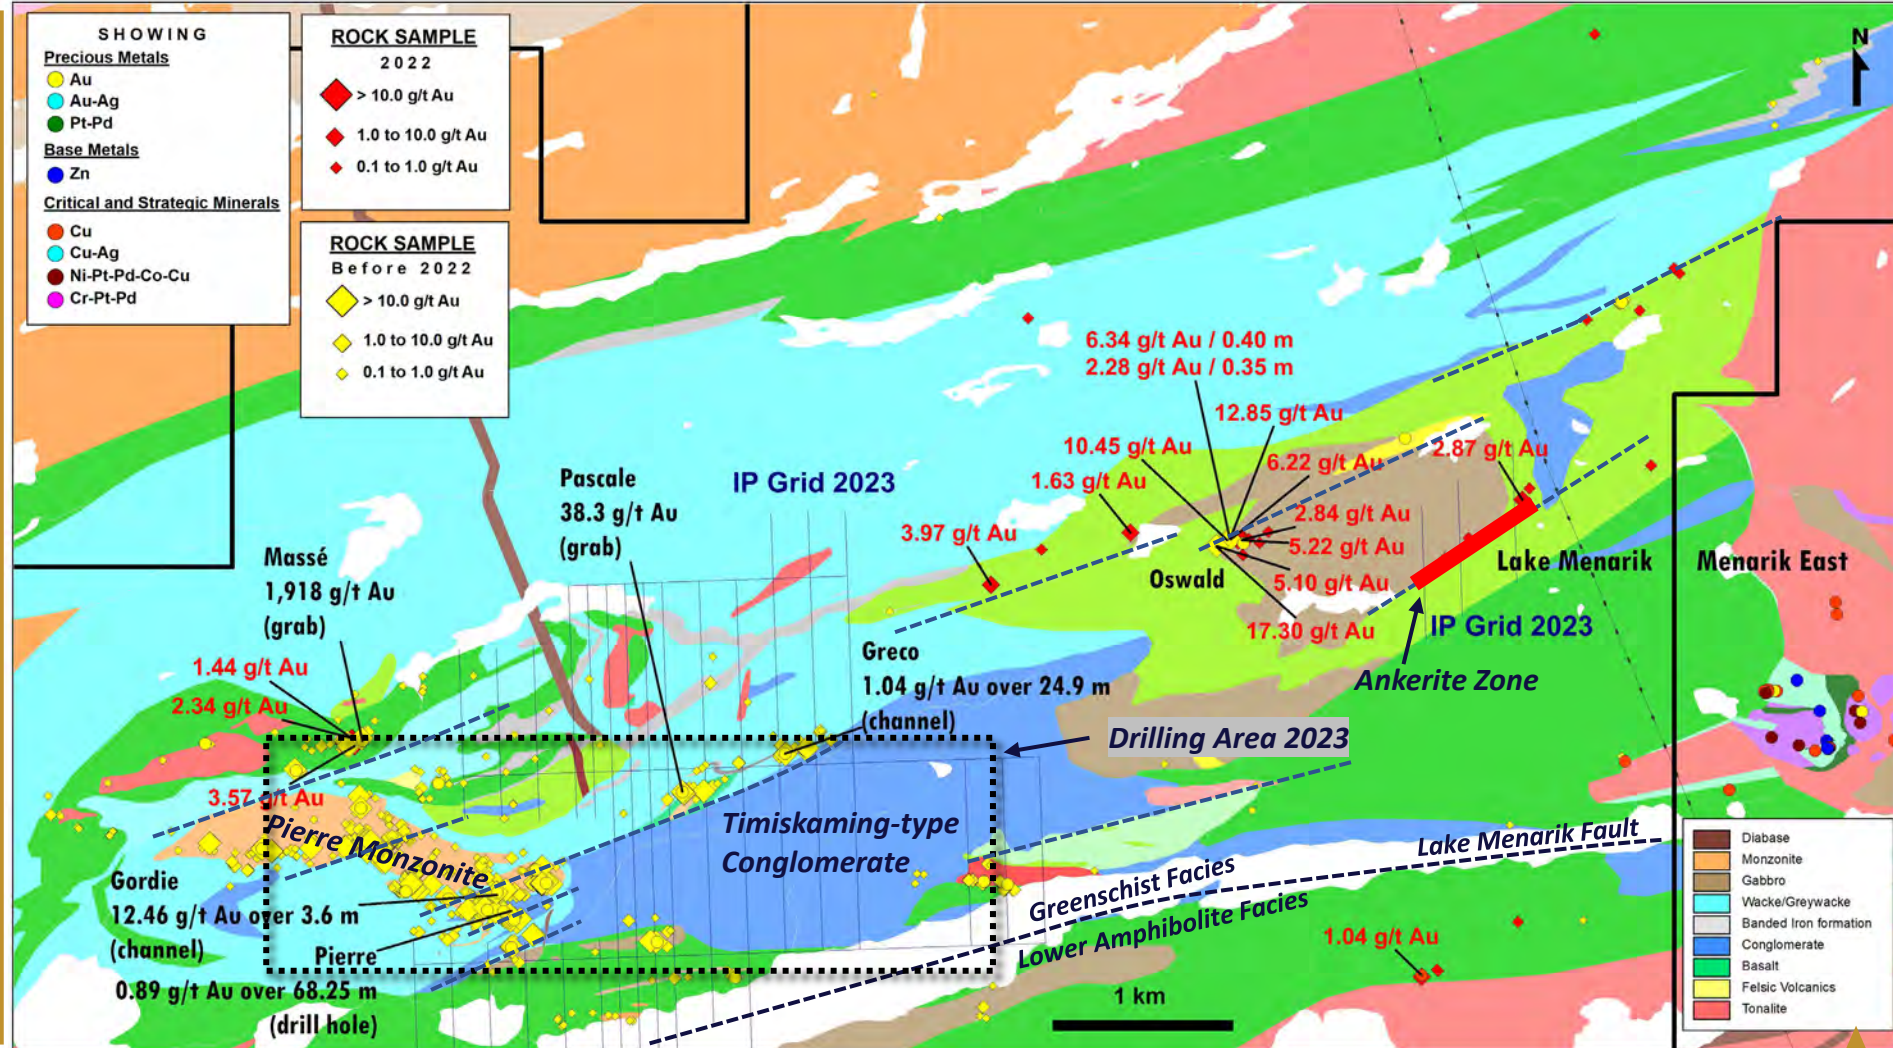 SHOWING
Precious Metals
Au
Au-Ag
Pt-Pd
Base Metals
Zn
Critical and Strategic Minerals
Cu
Cu-Ag
Ni-Pt-Pd-Co-Cu
Cr-Pt-Pd
ROCK SAMPLE
2022
> 10.0 g/t Au
1.0 to 10.0 g/t Au
0.1 to 1.0 g/t Au
ROCK SAMPLE
Before 2022
> 10.0 g/t Au
1.0 to 10.0 g/t Au
0.1 to 1.0 g/t Au
N
6.34 g/t Au / 0.40 m
2.28 g/t Au / 0.35 m
12.85 g/t Au
10.45 g/t Au
6.22 g/t Au
2.87 g/t Au
1.63 g/t Au
2.84 g/t Au
3.97 g/t Au
5.22 g/t Au
5.10 g/t Au
17.30 g/t Au
Oswald
Lake Menarik
Menarik East
IP Grid 2023
IP Grid 2023
Ankerite Zone
Pascale
38.3 g/t Au
(grab)
Massé
1,918 g/t Au
(grab)
1.44 g/t Au
2.34 g/t Au
Greco
1.04 g/t Au over 24.9 m
(channel)
Drilling Area 2023
3.57 g/t Au
Pierre Monzonite
Timiskaming-type
Conglomerate
Gordie
12.46 g/t Au over 3.6 m
(channel)
Pierre
0.89 g/t Au over 68.25 m
(drill hole)
Lake Menarik Fault
Greenschist Facies
Lower Amphibolite Facies
1.04 g/t Au
1 km
Diabase
Monzonite
Gabbro
Wacke/Greywacke
Banded Iron formation
Conglomerate
Basalt
Felsic Volcanics
Tonalite